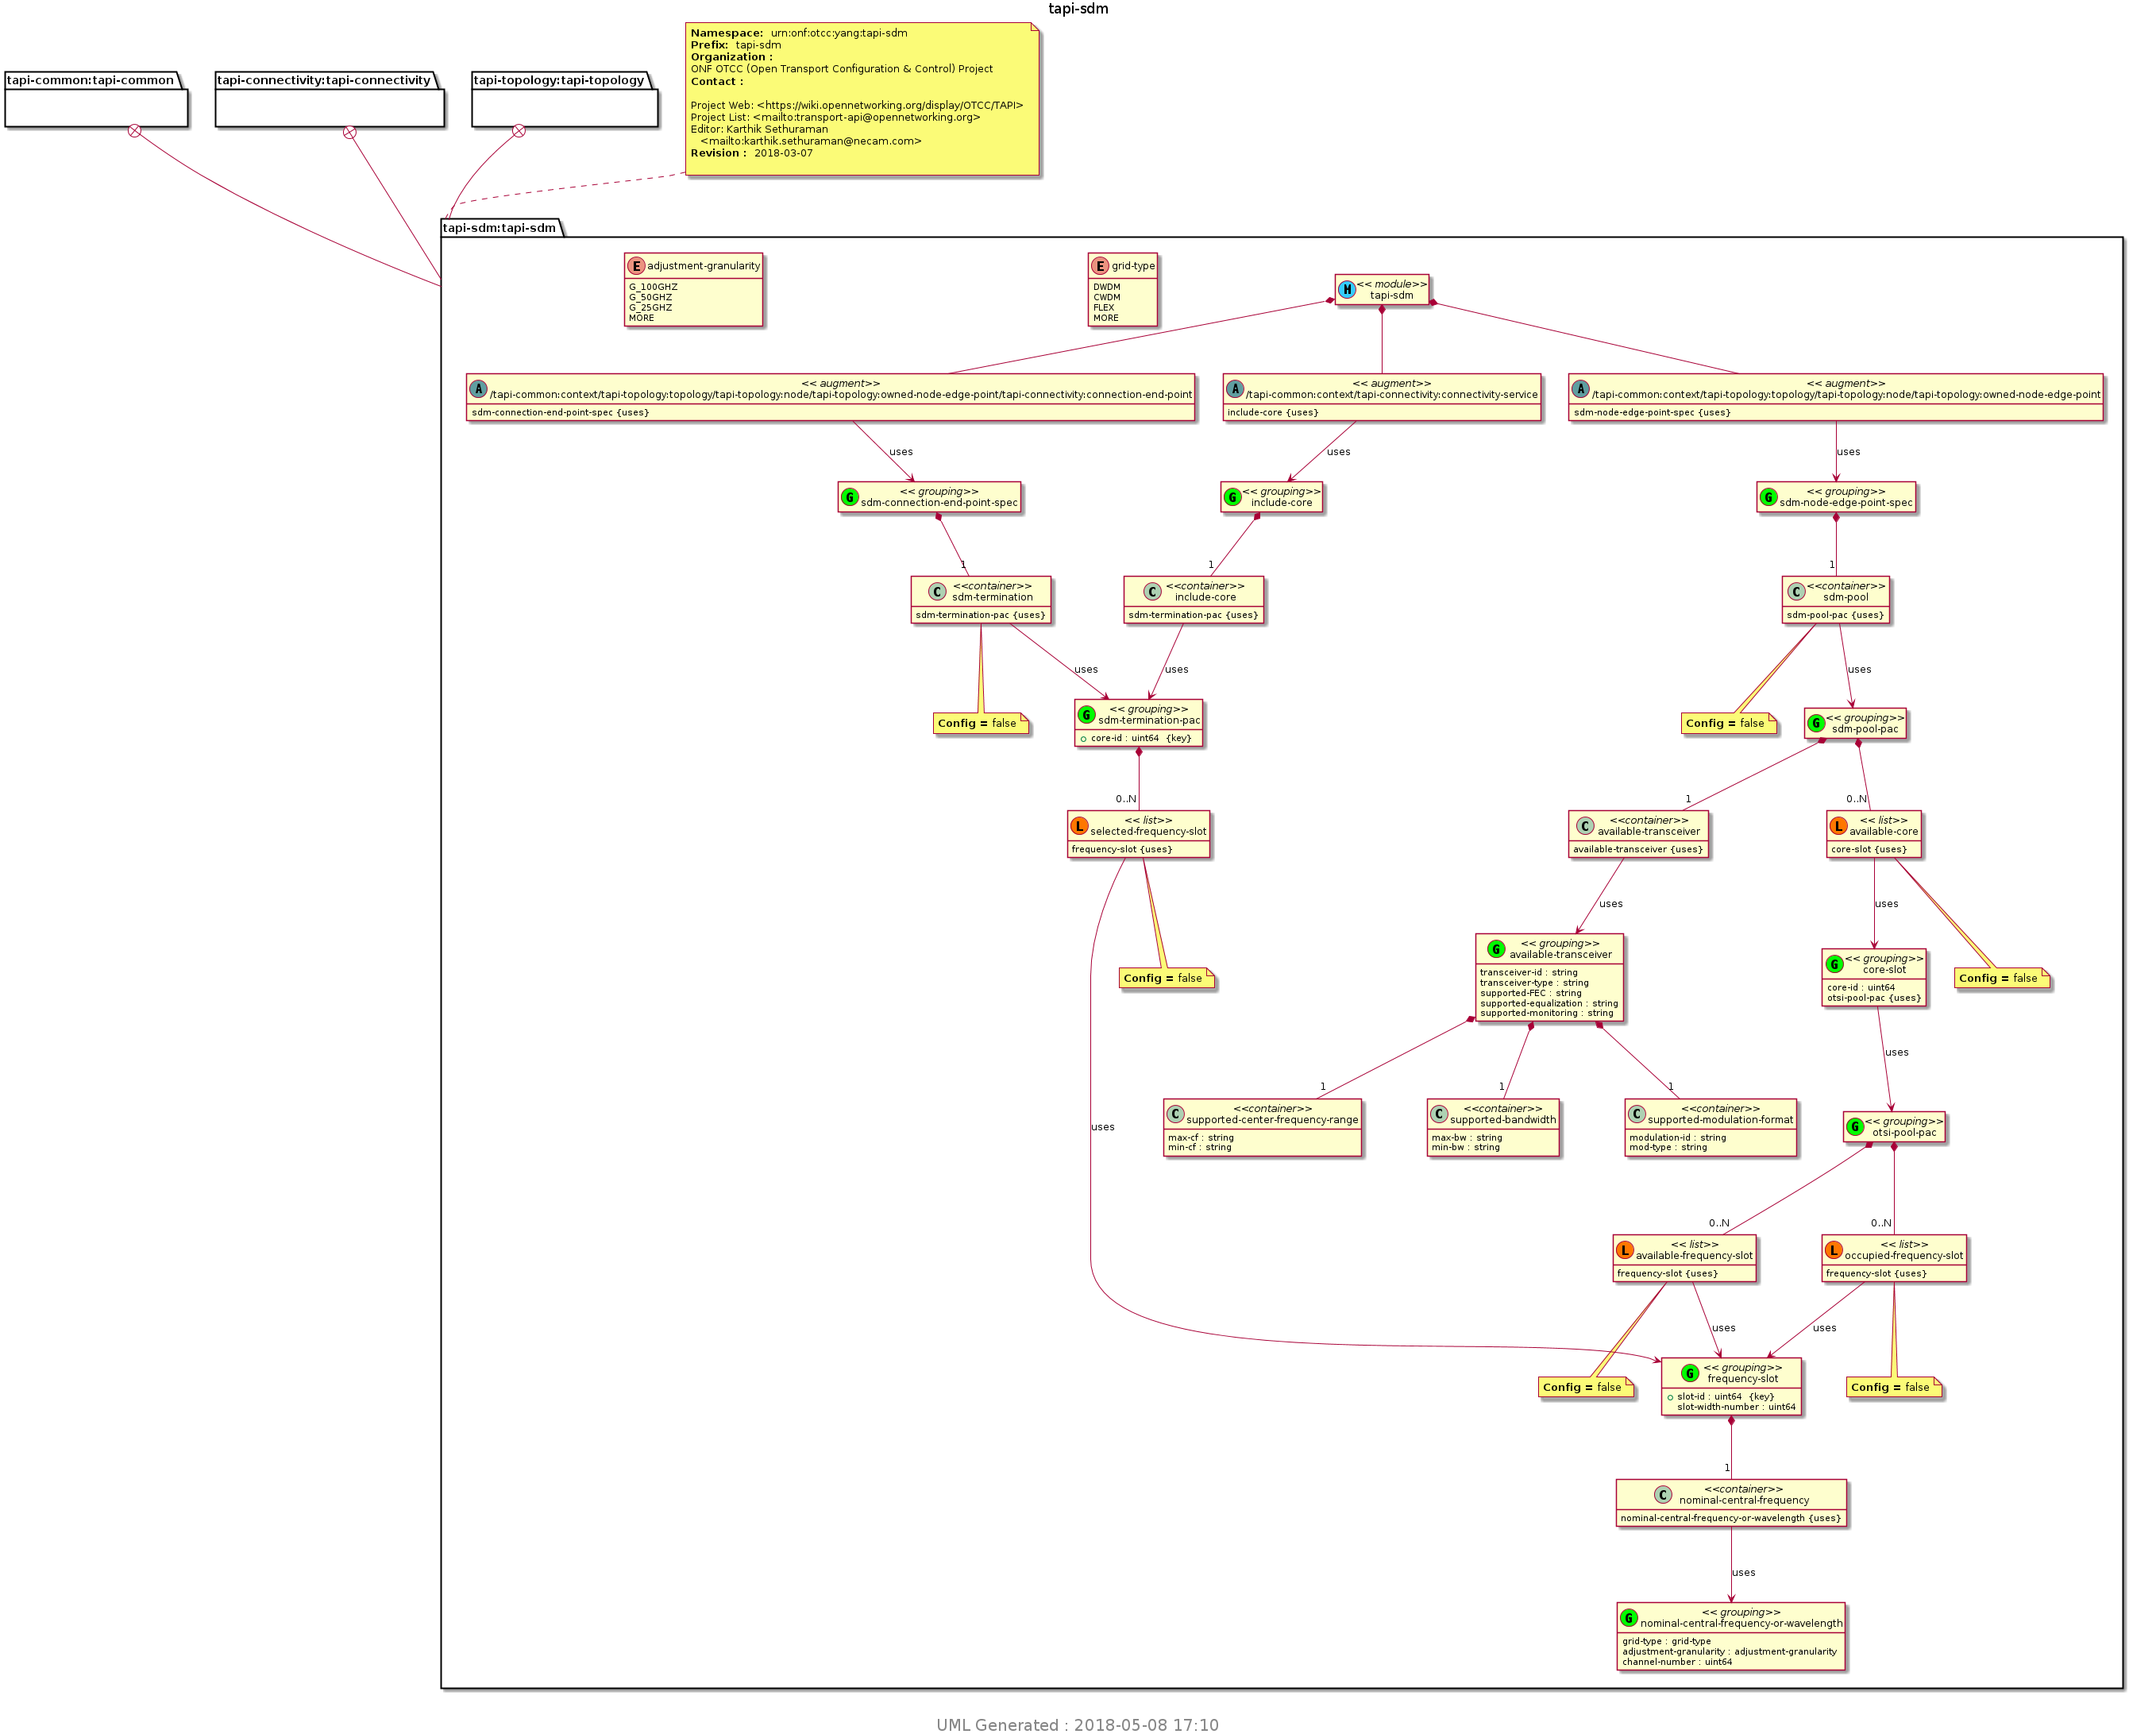 tapi-sdm
Namespace: urn:onf:otcc:yang:tapi-sdm
Prefix: tapi-sdm
Organization :
ONF OTCC (Open Transport Configuration & Control) Project
Contact :
Project Web: <https://wiki.opennetworking.org/display/OTCC/TAPI>
Project List: <mailto:transport-api@opennetworking.org>
Editor: Karthik Sethuraman
<mailto:karthik.sethuraman@necam.com>
Revision : 2018-03-07
tapi-common:tapi-common
tapi-connectivity:tapi-connectivity
tapi-topology:tapi-topology
tapi-sdm:tapi-sdm
E adjustment-granularity
G_100GHZ
G_50GHZ
G_25GHZ
MORE
E grid-type
DWDM
CWDM
FLEX
MORE
M << module>>
tapi-sdm
A << augment>>
/tapi-common:context/tapi-topology:topology/tapi-topology:node/tapi-topology:owned-node-edge-point/tapi-connectivity:connection-end-point
sdm-connection-end-point-spec {uses}
A << augment>>
/tapi-common:context/tapi-connectivity:connectivity-service
include-core {uses}
A << augment>>
/tapi-common:context/tapi-topology:topology/tapi-topology:node/tapi-topology:owned-node-edge-point
sdm-node-edge-point-spec {uses}
uses
uses
uses
G << grouping>>
sdm-connection-end-point-spec
G << grouping>>
include-core
G << grouping>>
sdm-node-edge-point-spec
1
1
1
C <<container>>
sdm-termination
sdm-termination-pac {uses}
C <<container>>
include-core
sdm-termination-pac {uses}
C <<container>>
sdm-pool
sdm-pool-pac {uses}
uses
uses
uses
Config = false
G << grouping>>
sdm-termination-pac
core-id : uint64 {key}
Config = false
G << grouping>>
sdm-pool-pac
0..N
1
0..N
L << list>>
selected-frequency-slot
frequency-slot {uses}
C <<container>>
available-transceiver
available-transceiver {uses}
L << list>>
available-core
core-slot {uses}
uses
uses
Config = false
G << grouping>>
available-transceiver
transceiver-id : string
transceiver-type : string
supported-FEC : string
supported-equalization : string
supported-monitoring : string
G << grouping>>
core-slot
core-id : uint64
otsi-pool-pac {uses}
Config = false
uses
1
1
1
uses
C <<container>>
supported-center-frequency-range
max-cf : string
min-cf : string
C <<container>>
supported-bandwidth
max-bw : string
min-bw : string
C <<container>>
supported-modulation-format
modulation-id : string
mod-type : string
G << grouping>>
otsi-pool-pac
0..N
0..N
L << list>>
available-frequency-slot
frequency-slot {uses}
L << list>>
occupied-frequency-slot
frequency-slot {uses}
uses
uses
Config = false
G << grouping>>
frequency-slot
slot-id : uint64 {key}
slot-width-number : uint64
Config = false
1
C <<container>>
nominal-central-frequency
nominal-central-frequency-or-wavelength {uses}
uses
G << grouping>>
nominal-central-frequency-or-wavelength
grid-type : grid-type
adjustment-granularity : adjustment-granularity
channel-number : uint64
UML Generated : 2018-05-08 17:10